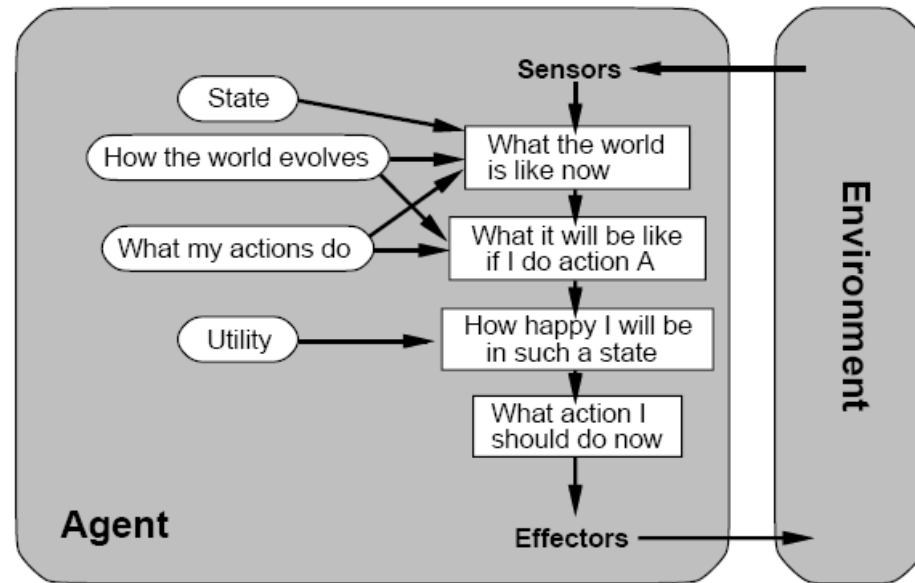 Sensors
State
What the world
is like now
How the world evolves
What it will be like
if I do action A
What my actions do
How happy I will be
in such a state
Utility
What action I
should do now
Agent
Effectors
Environment